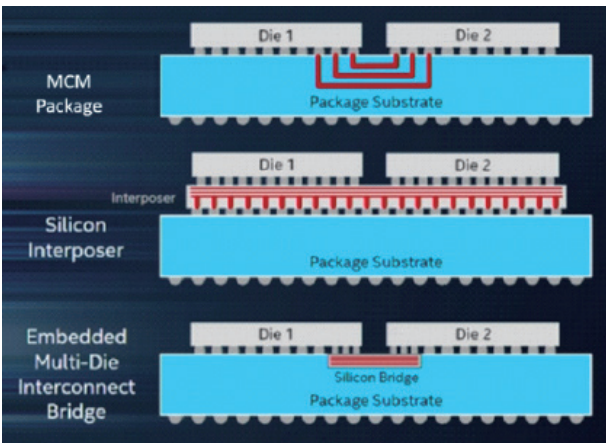 Die 1
Die 2
MCM
Package
Package Substrate
Die 1
Die 2
Interposer
Silicon
Interposer
Package Substrate
Embedded
Multi-Die
Interconnect
Bridge
Die 1
Die 2
Silicon Bridge
Package Substrate